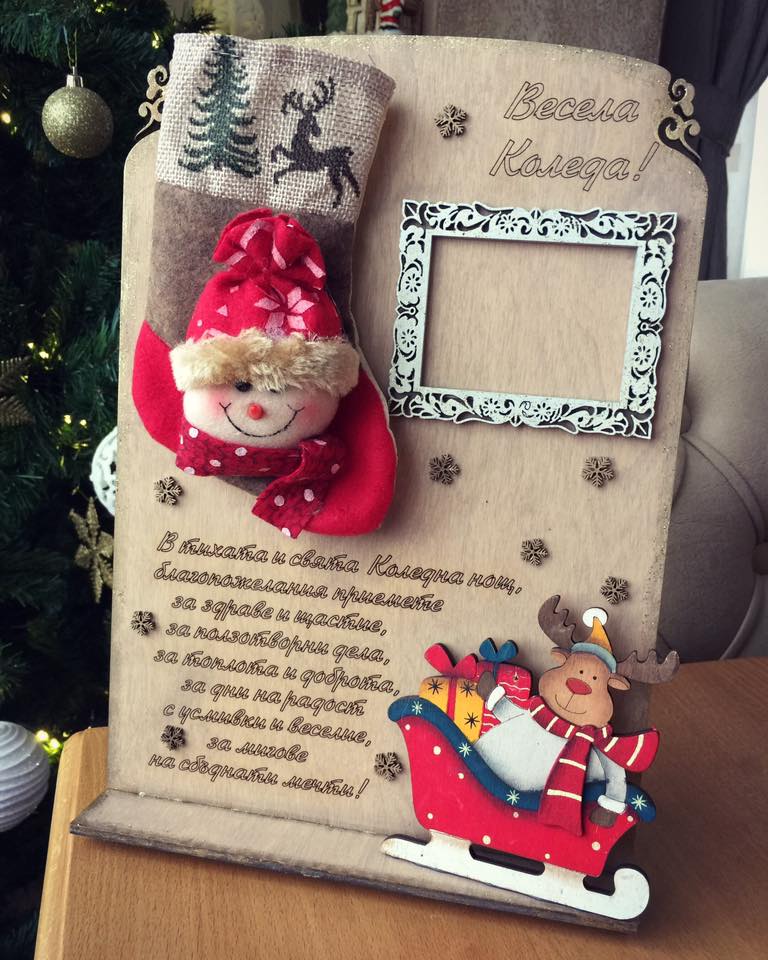 Весела
Коледа!
В тихата и свята Коледна нощ,
благопожелания приемете
за здраве и щастие,
за ползотворни дела,
за топлота и доброта,
за дни на радост
с усмивки и веселие,
за мигове
на сбъднати мечти!